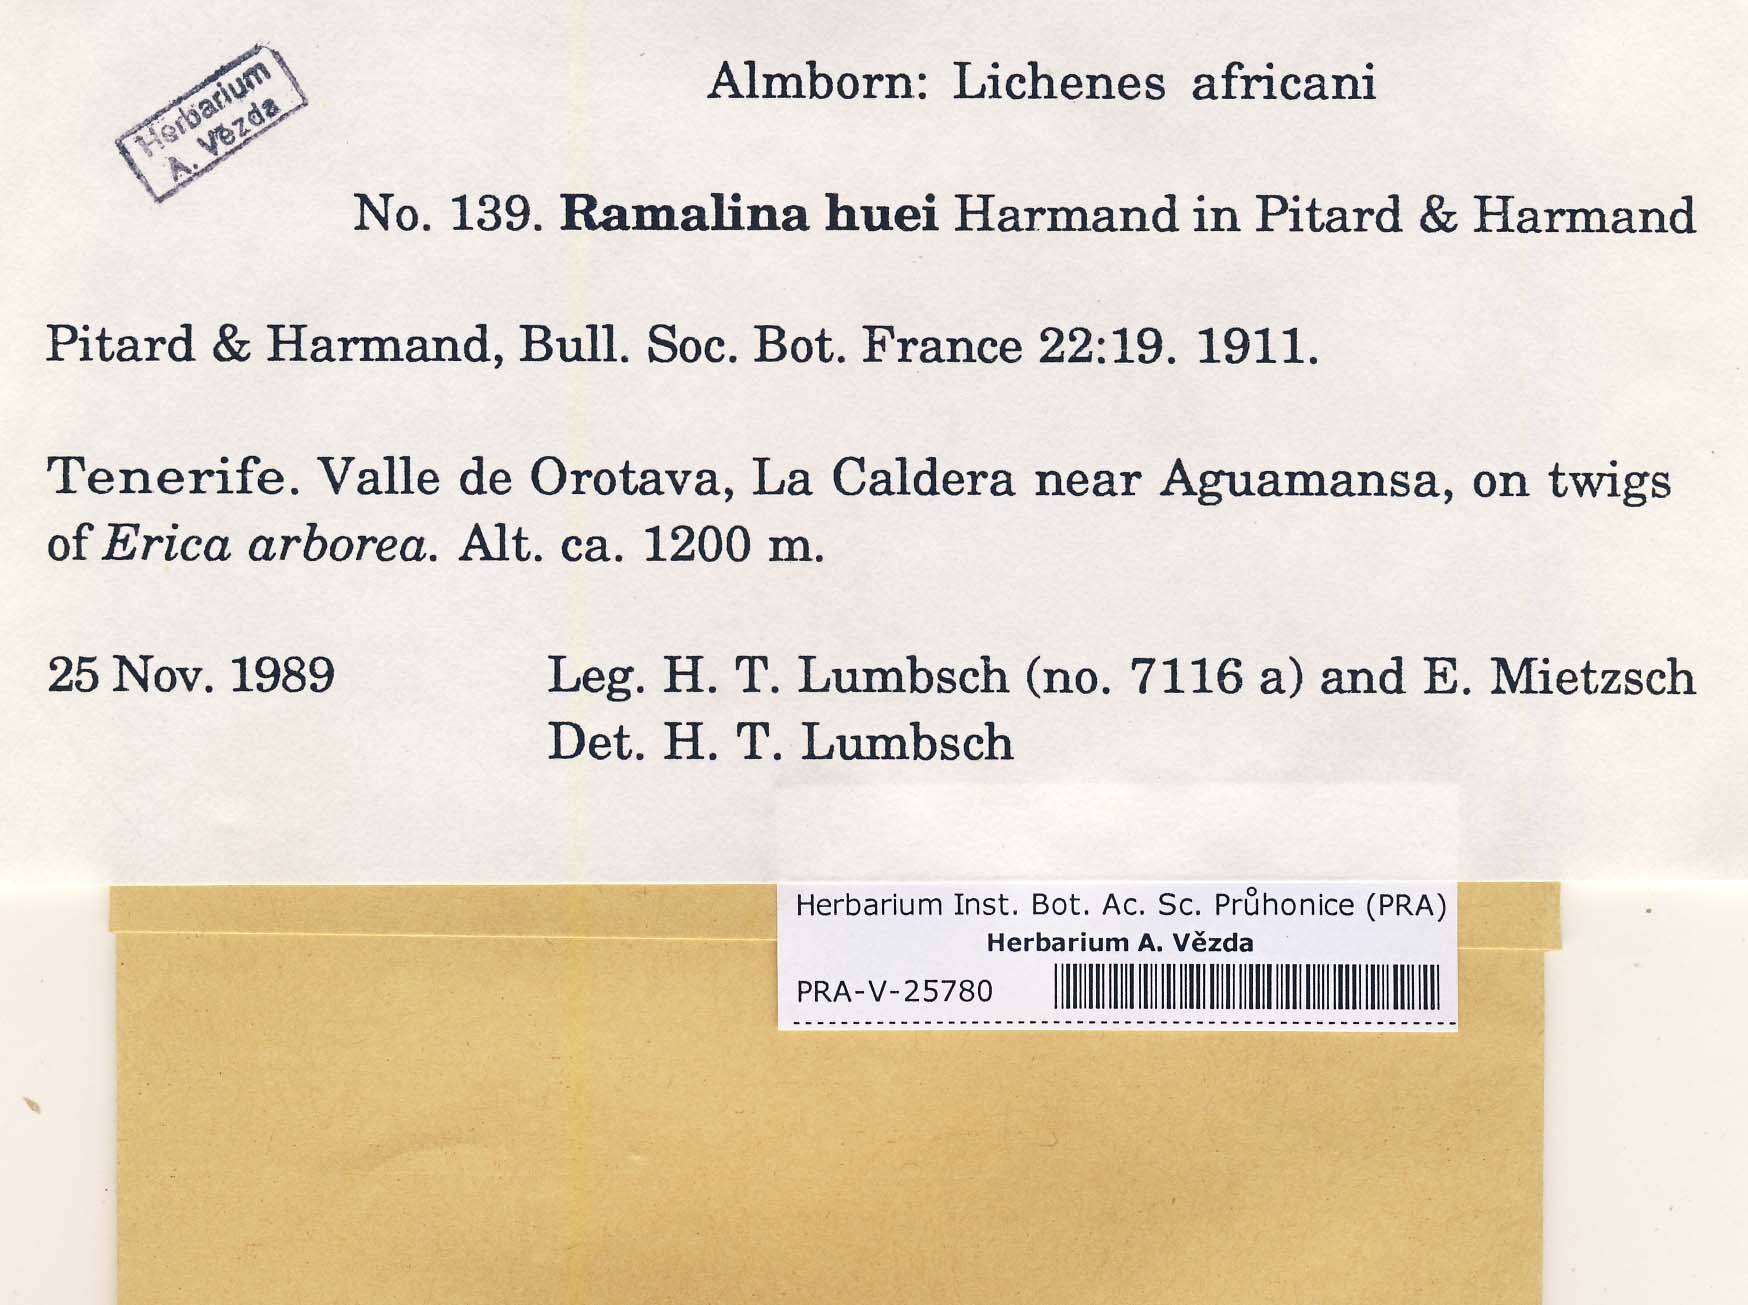 Herbarium
A. Vězda
Almborn: Lichenes africani
No. 139. Ramalina huei Harmand in Pitard & Harmand
Pitard & Harmand, Bull. Soc. Bot. France 22:19. 1911.
Tenerife. Valle de Orotava, La Caldera near Aguamansa, on twigs
of Erica arborea. Alt. ca. 1200 m.
25 Nov. 1989 Leg. H. T. Lumbsch (no. 7116 a) and E. Mietzsch
Det. H. T. Lumbsch
Herbarium Inst. Bot. Ac. Sc. Průhonice (PRA)
Herbarium A. Vězda
PRA-V-25780